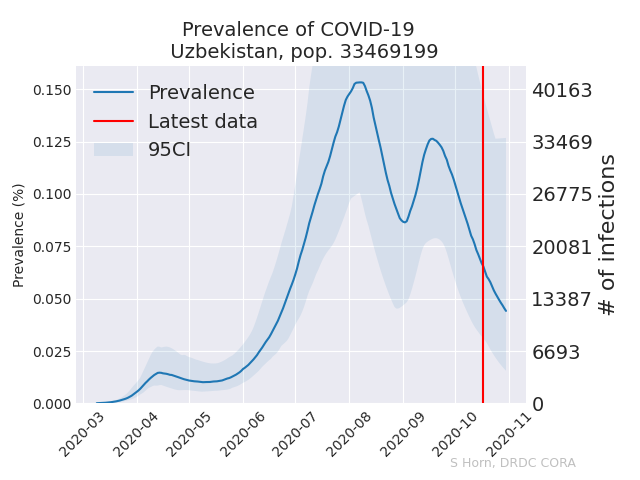 Prevalence of COVID-19
Uzbekistan, pop. 33469199
Prevalence
Latest data
95CI
Prevalence (%)
0.150
0.125
0.100
0.075
0.050
0.025
0.000
40163
33469
26775
20081
13387
6693
0
# of infections
2020-03
2020-04
2020-05
2020-06
2020-07
2020-08
2020-09
2020-10
2020-11
S Horn, DRDC CORA